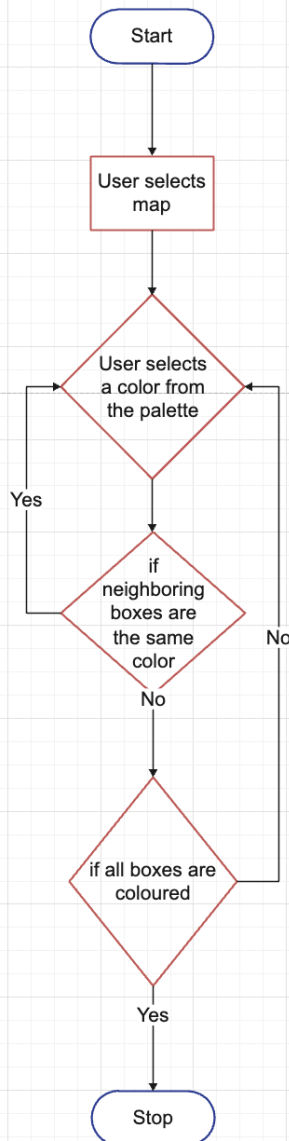 Start
User selects
map
User selects
a color from
the palette
Yes
if
neighboring
boxes are
the same
color
No
No
if all boxes are
coloured
Yes
Stop